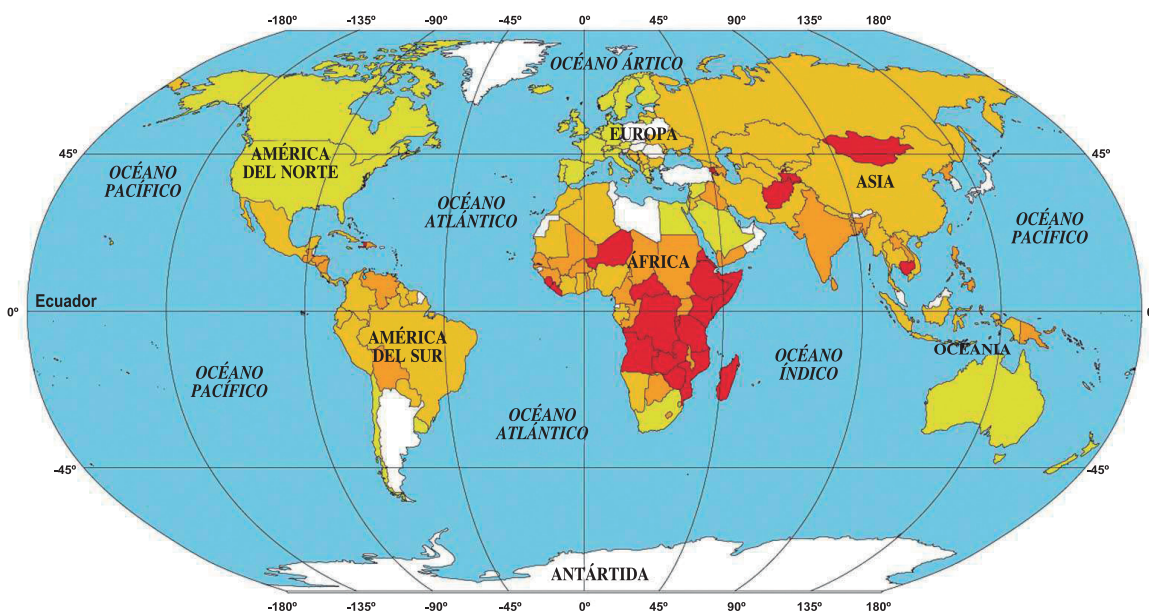 -180º -135º -90º -45º 0º 45º 90º 135º 180º
OCÉANO ÁRTICO
EUROPA
AMÉRICA
DEL NORTE
45º
45º
OCÉANO
PACÍFICO
ASIA
OCÉANO
ATLÁNTICO
OCÉANO
PACÍFICO
ÁFRICA
Ecuador
0º
0
AMÉRICA
DEL SUR
OCEANÍA
OCÉANO
ÍNDICO
OCÉANO
PACÍFICO
OCÉANO
ATLÁNTICO
-45º
-45º
ANTÁRTIDA
-180º -135º -90º -45º 0º 45º 90º 135º 180º